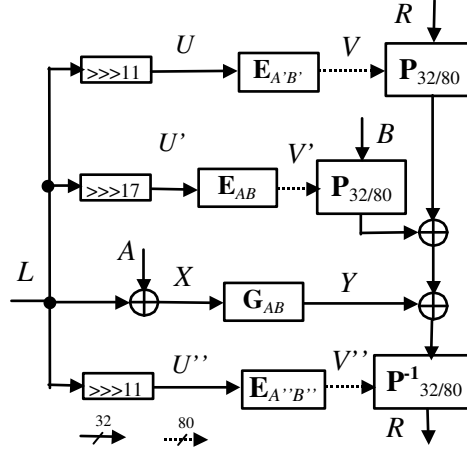 R
U V
>>>11 E_{A'B'} P_{32/80}
U' V' B
>>>17 E_{AB} P_{32/80}
L A X Y
G_{AB}
U'' V''
>>>11 E_{A''B''} P^{-1}_{32/80}
32 80 R